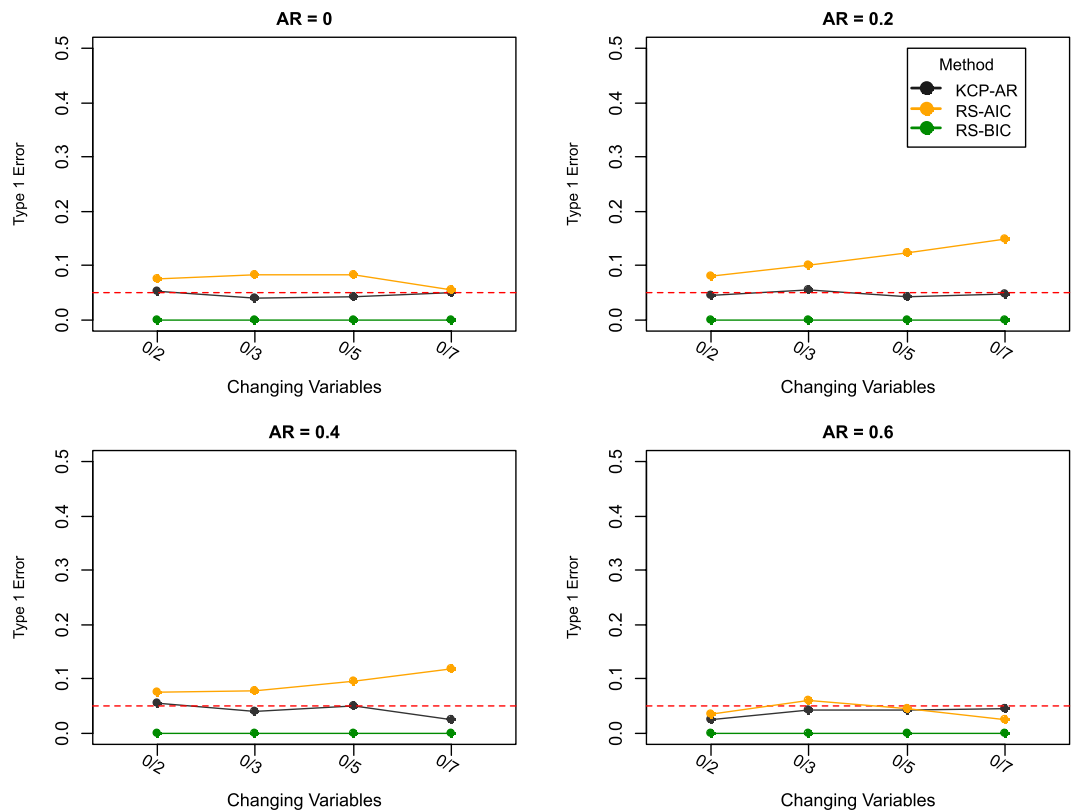 AR = 0
0.5
0.4
0.3
0.2
0.1
0.0
Type 1 Error
0/2
0/3
0/5
0/7
Changing Variables
AR = 0.2
0.5
0.4
0.3
0.2
0.1
0.0
Type 1 Error
Method
KCP-AR
RS-AIC
RS-BIC
0/2
0/3
0/5
0/7
Changing Variables
AR = 0.4
0.5
0.4
0.3
0.2
0.1
0.0
Type 1 Error
0/2
0/3
0/5
0/7
Changing Variables
AR = 0.6
0.5
0.4
0.3
0.2
0.1
0.0
Type 1 Error
0/2
0/3
0/5
0/7
Changing Variables